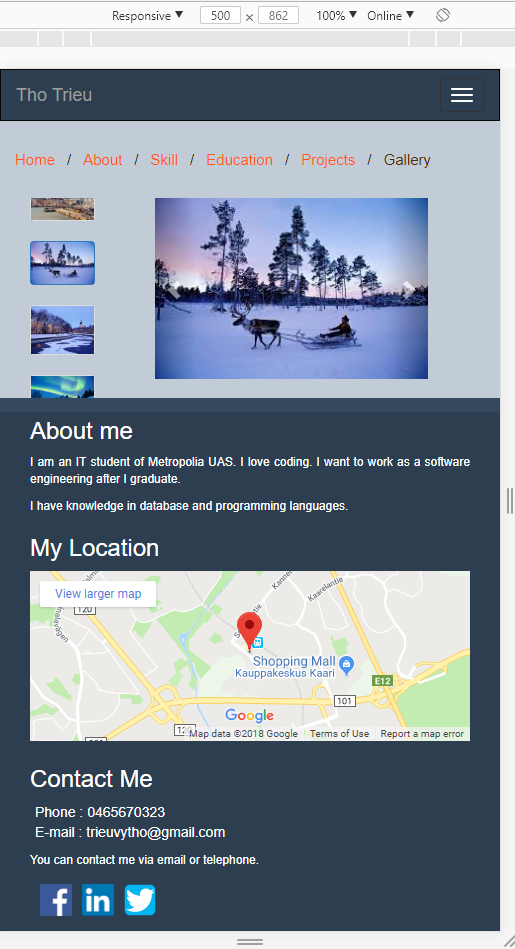 Responsive ▼ 500 × 862 100% ▼ Online ▼
Tho Trieu
Home / About / Skill / Education / Projects / Gallery
About me
I am an IT student of Metropolia UAS. I love coding. I want to work as a software
engineering after I graduate.
I have knowledge in database and programming languages.
My Location
View larger map
Kaarelantie
120
Shopping Mall
Kauppakeskus Kaari
E12
101
Google
Map data ©2018 Google Terms of Use Report a map error
Contact Me
Phone : 0465670323
E-mail : trieuvytho@gmail.com
You can contact me via email or telephone.
f in